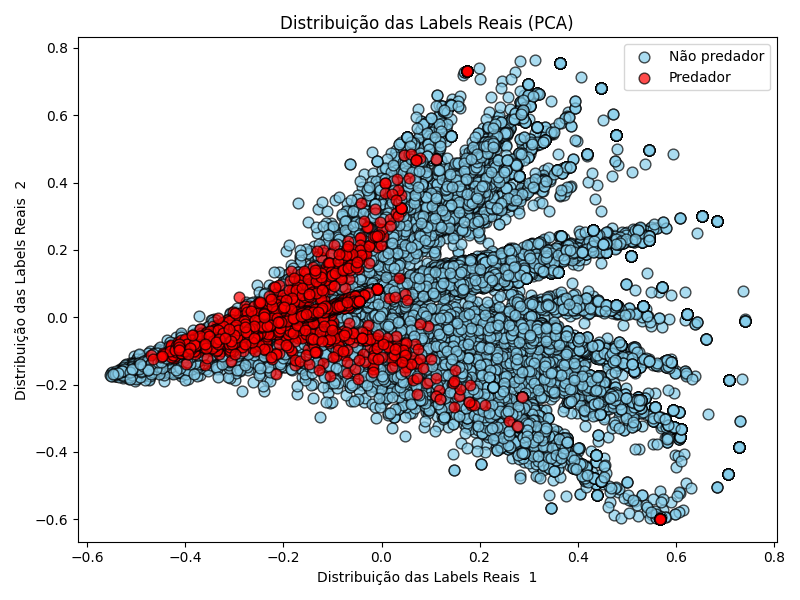 Distribuição das Labels Reais (PCA)
Não predador
Predador
Distribuição das Labels Reais  2
0.8
0.6
0.4
0.2
0.0
−0.2
−0.4
−0.6
−0.6 −0.4 −0.2 0.0 0.2 0.4 0.6 0.8
Distribuição das Labels Reais  1